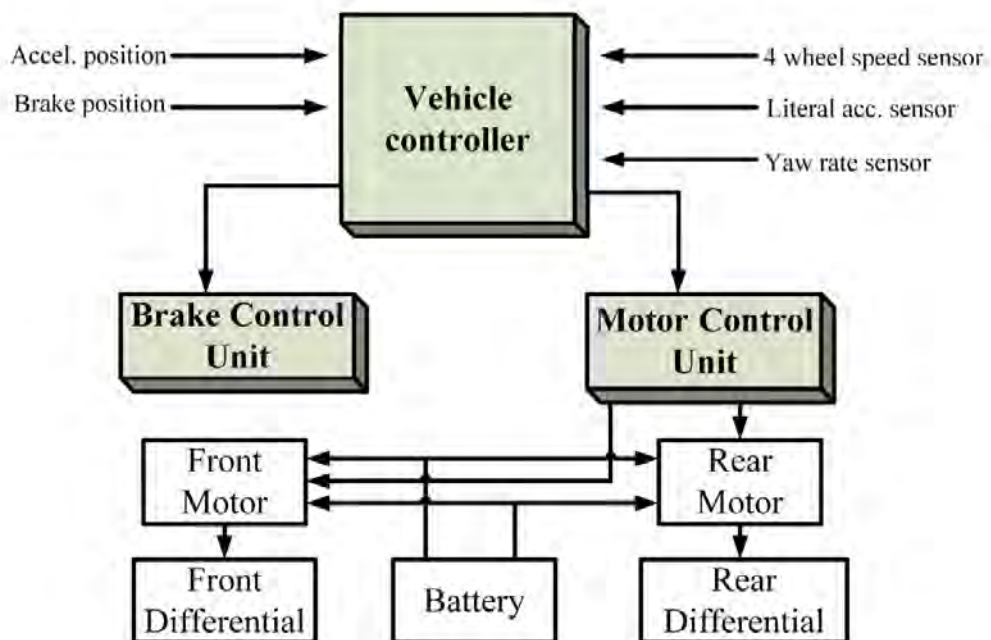 Accel. position
Brake position
Vehicle
controller
4 wheel speed sensor
Literal acc. sensor
Yaw rate sensor
Brake Control
Unit
Motor Control
Unit
Front
Motor
Rear
Motor
Front
Differential
Battery
Rear
Differential